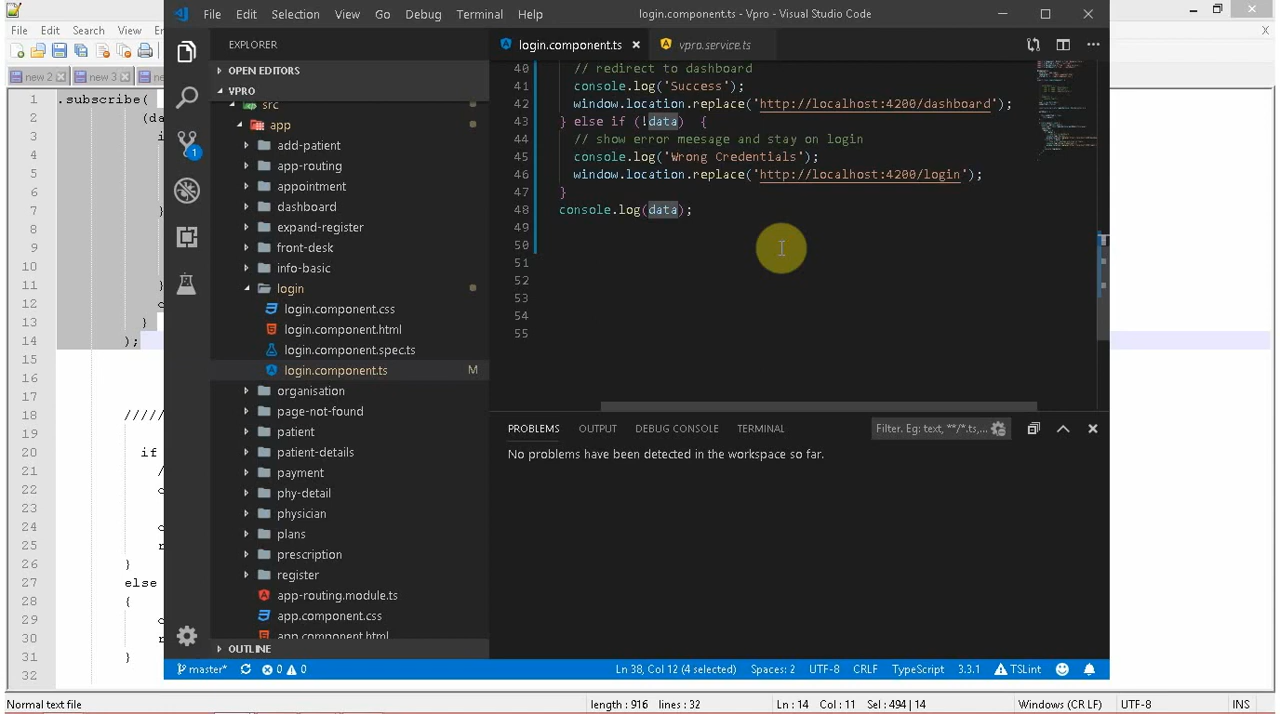 File Edit Selection View Go Debug Terminal Help
login.component.ts - Vpro - Visual Studio Code
File Edit Search View
X
EXPLORER
login.component.ts
vpro.service.ts
OPEN EDITORS
VPRO
src
app
add-patient
app-routing
appointment
dashboard
expand-register
front-desk
info-basic
login
login.component.css
login.component.html
login.component.spec.ts
login.component.ts M
organisation
page-not-found
patient
patient-details
payment
phy-detail
physician
plans
prescription
register
app-routing.module.ts
app.component.css
app.component.html
OUTLINE
1
40 // redirect to dashboard
41 console.log('Success');
42 window.location.replace('http://localhost:4200/dashboard');
43 } else if (!data) {
44 // show error meesage and stay on login
45 console.log('Wrong Credentials');
46 window.location.replace('http://localhost:4200/login');
47 }
48 console.log(data);
49
50
51
52
53
54
55
PROBLEMS OUTPUT DEBUG CONSOLE TERMINAL
Filter. Eg: text, **/*.ts,...
No problems have been detected in the workspace so far.
master* 0 0
Ln 38, Col 12 (4 selected) Spaces: 2 UTF-8 CRLF TypeScript 3.3.1 TSLint
new 2 new 3
1 .subscribe(
2 (da
3 i
4
5
6
7 }
8
9
10
11 }
12 c
13 }
14 );
15
16
17
18 /////
19
20 if
21 /
22 c
23
24 c
25 r
26 }
27 else
28 {
29 c
30 r
31 }
32
Normal text file
length : 916 lines : 32
Ln : 14 Col : 11 Sel : 494 | 14
Windows (CR LF)
UTF-8
INS